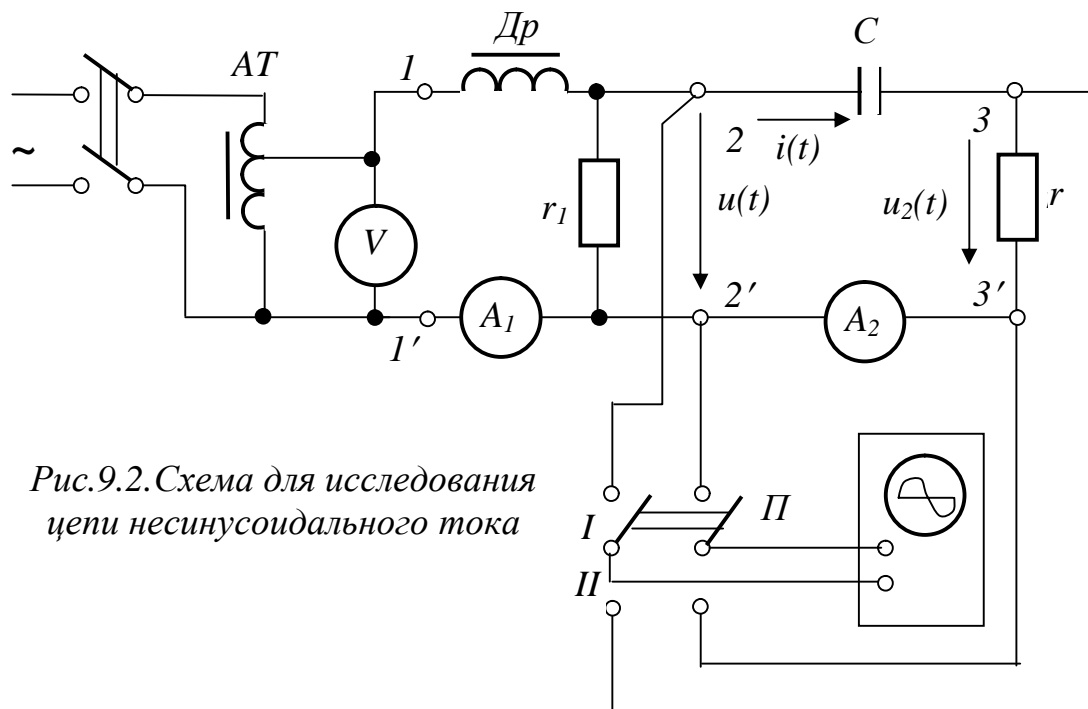 Др
C
АТ
1
~
2
3
i(t)
r₁
u(t)
u₂(t)
r
V
1′
A₁
2′
A₂
3′
Рис.9.2.Схема для исследования
цепи несинусоидального тока
I
П
II